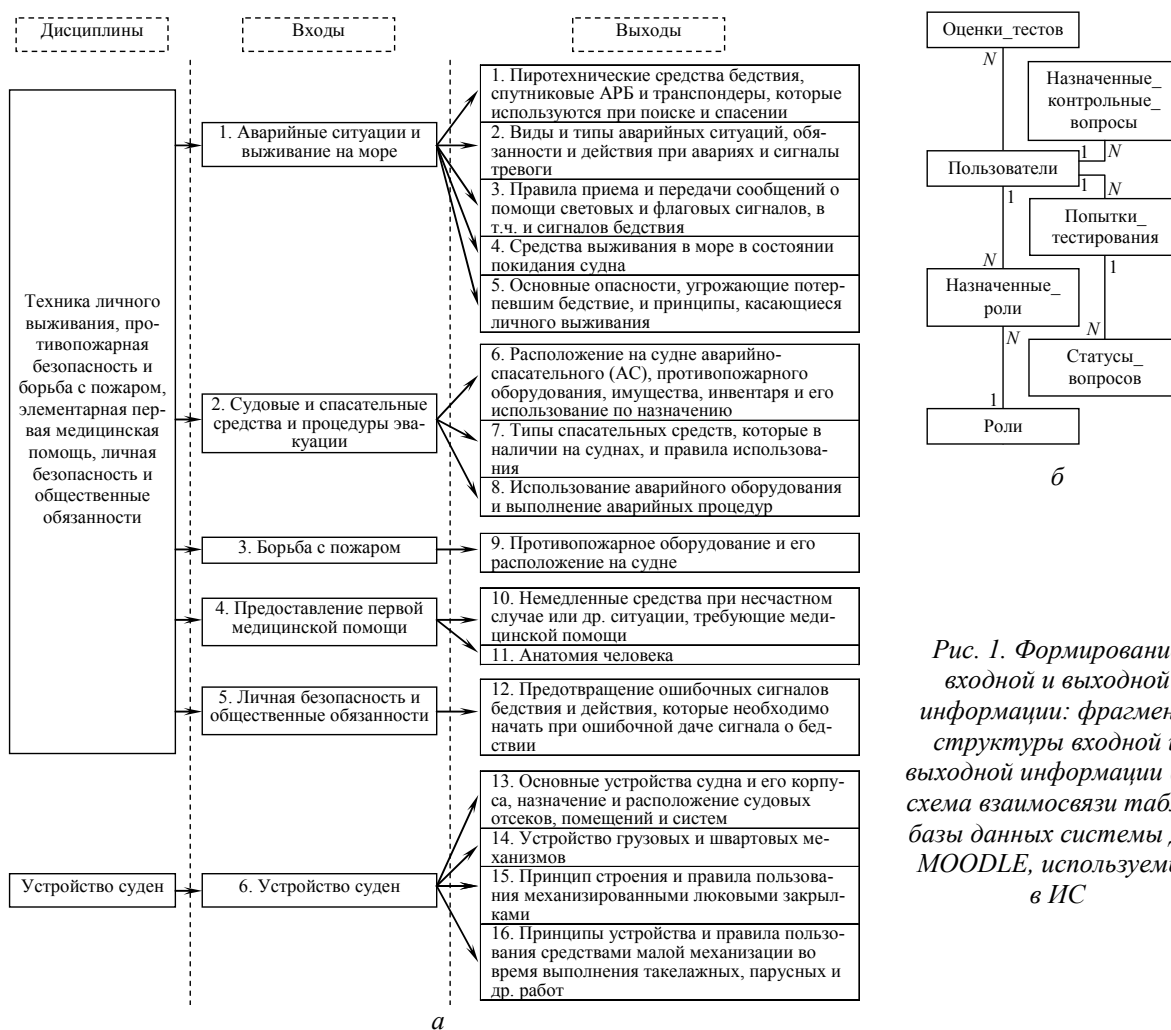 Дисциплины
Входы
Выходы
Техника личного
выживания, про-
тивопожарная
безопасность и
борьба с пожаром,
элементарная пер-
вая медицинская
помощь, личная
безопасность и
общественные
обязанности
Устройство суден
1. Аварийные ситуации и
выживание на море
2. Судовые и спасательные
средства и процедуры эва-
куации
3. Борьба с пожаром
4. Предоставление первой
медицинской помощи
5. Личная безопасность и
общественные обязанности
6. Устройство суден
1. Пиротехнические средства бедствия,
спутниковые АРБ и транспондеры, которые
используются при поиске и спасении
2. Виды и типы аварийных ситуаций, обя-
занности и действия при авариях и сигналы
тревоги
3. Правила приема и передачи сообщений о
помощи световых и флаговых сигналов, в
т.ч. и сигналов бедствия
4. Средства выживания в море в состоянии
покидания судна
5. Основные опасности, угрожающие потер-
певшим бедствие, и принципы, касающиеся
личного выживания
6. Расположение на судне аварийно-
спасательного (АС), противопожарного
оборудования, имущества, инвентаря и его
использование по назначению
7. Типы спасательных средств, которые в
наличии на суднах, и правила использова-
ния
8. Использование аварийного оборудования
и выполнение аварийных процедур
9. Противопожарное оборудование и его
расположение на судне
10. Немедленные средства при несчастном
случае или др. ситуации, требующие меди-
цинской помощи
11. Анатомия человека
12. Предотвращение ошибочных сигналов
бедствия и действия, которые необходимо
начать при ошибочной даче сигнала о бед-
ствии
13. Основные устройства судна и его корпу-
са, назначение и расположение судовых
отсеков, помещений и систем
14. Устройство грузовых и швартовых ме-
ханизмов
15. Принцип строения и правила пользова-
ния механизированными люковыми закрыл-
ками
16. Принципы устройства и правила пользо-
вания средствами малой механизации во
время выполнения такелажных, парусных и
др. работ
а
Оценки_тестов
N
Назначенные_
контрольные_
вопросы
1 N
Пользователи
1 N
1
Попытки_
тестирования
1
N
Назначенные_
роли
N
N
Статусы_
вопросов
1
Роли
б
Рис. 1. Формировани
входной и выходной
информации: фрагмен
структуры входной
выходной информации
схема взаимосвязи таб
базы данных системы
MOODLE, используем
в ИС